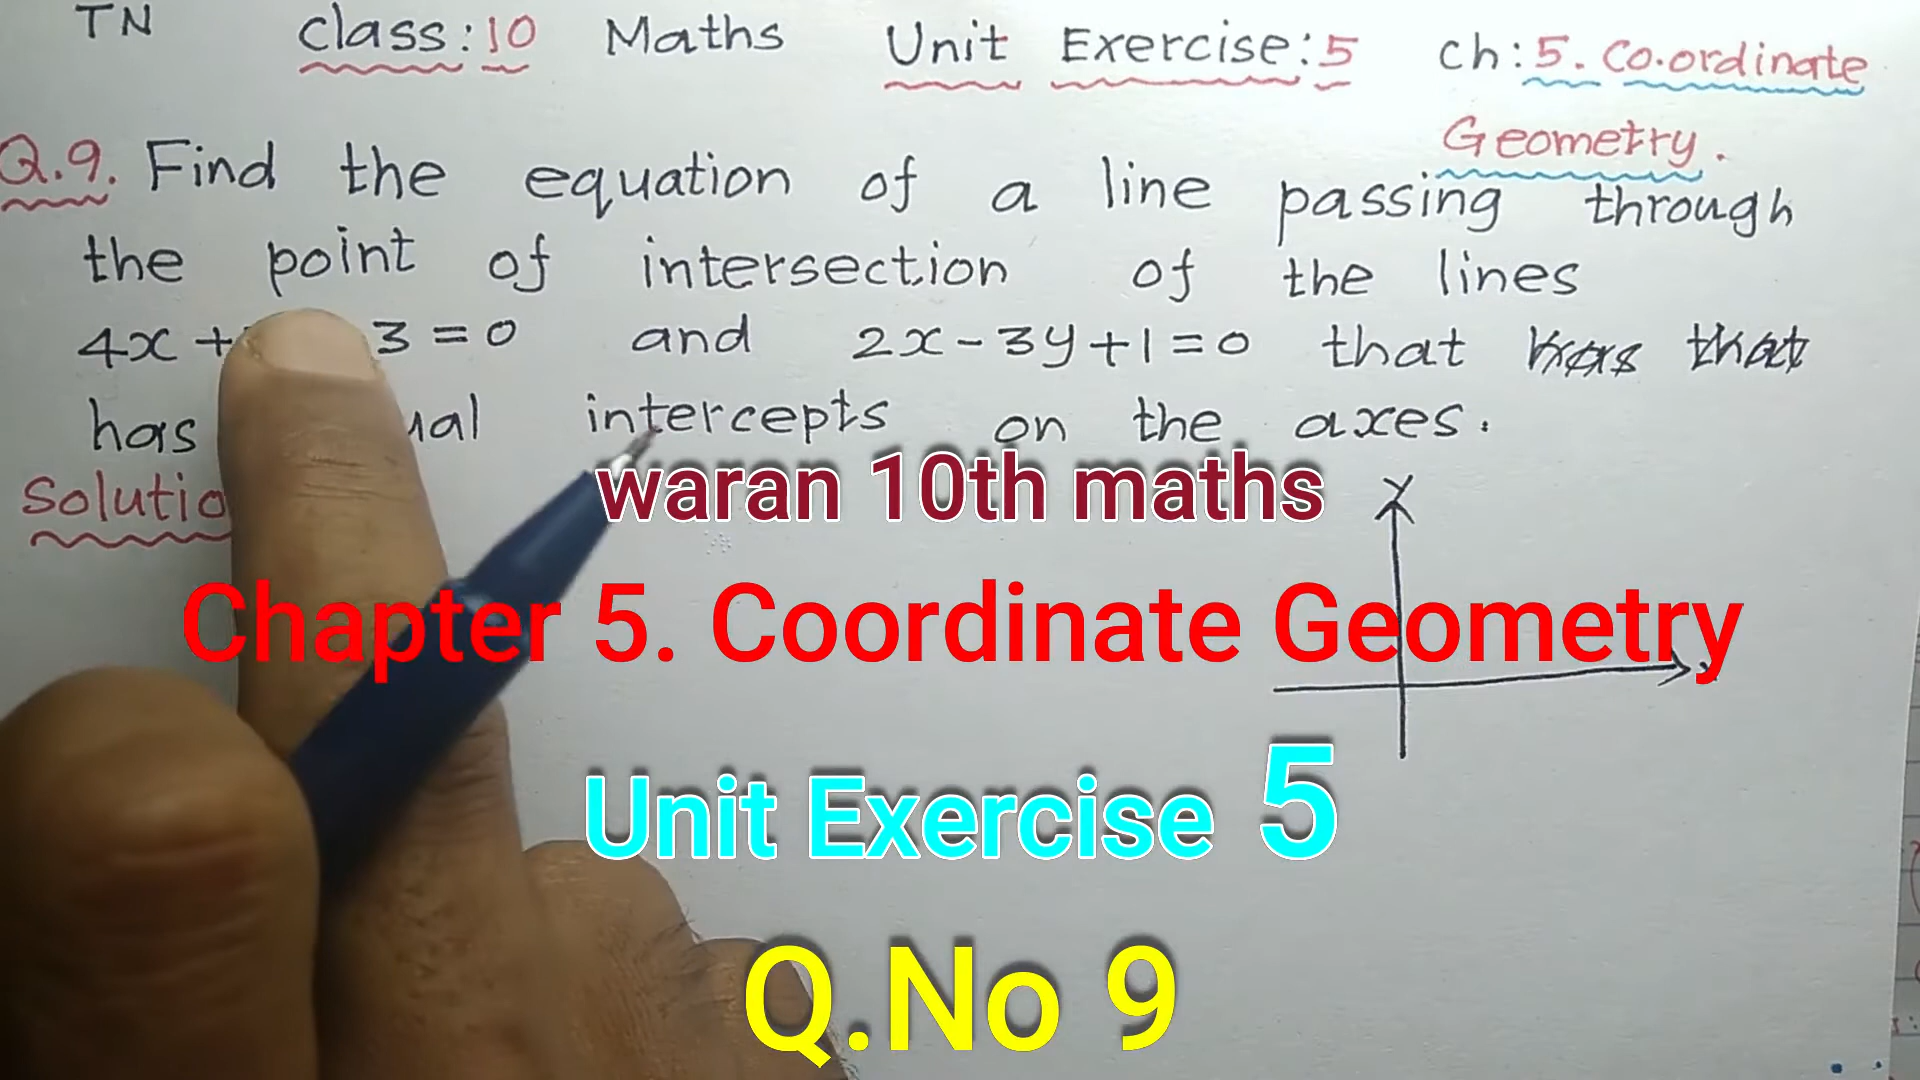 TN class:10 Maths Unit Exercise:5 ch:5. Co.ordinate
Geometry.
Q.9. Find the equation of a line passing through
the point of intersection of the lines
4x + 3 = 0 and 2x - 3y + 1 = 0 that has that
has intercepts on the axes.
waran 10th maths
Chapter 5. Coordinate Geometry
Unit Exercise 5
Q.No 9
Y